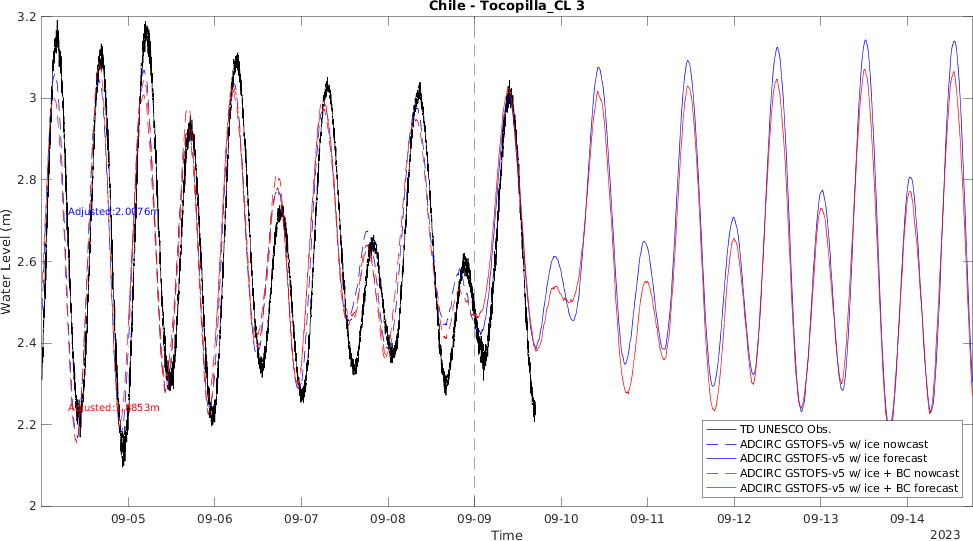 Chile - Tocopilla_CL 3
Water Level (m)
3.2
3
2.8
2.6
2.4
2.2
2
Adjusted:2.0076m
TD UNESCO Obs.
ADCIRC GSTOFS-v5 w/ ice nowcast
ADCIRC GSTOFS-v5 w/ ice forecast
ADCIRC GSTOFS-v5 w/ ice + BC nowcast
ADCIRC GSTOFS-v5 w/ ice + BC forecast
09-05
09-06
09-07
09-08
09-09
09-10
09-11
09-12
09-13
09-14
Time
2023